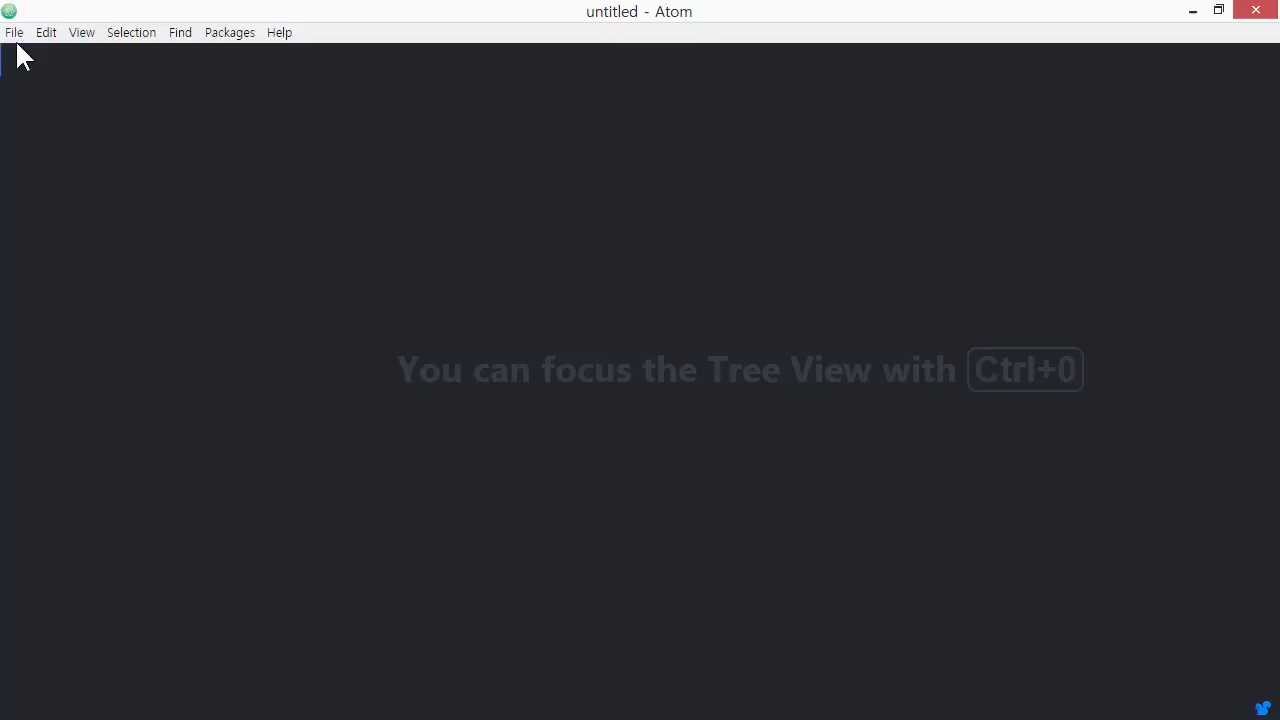 untitled - Atom
File Edit View Selection Find Packages Help
You can focus the Tree View with Ctrl+0